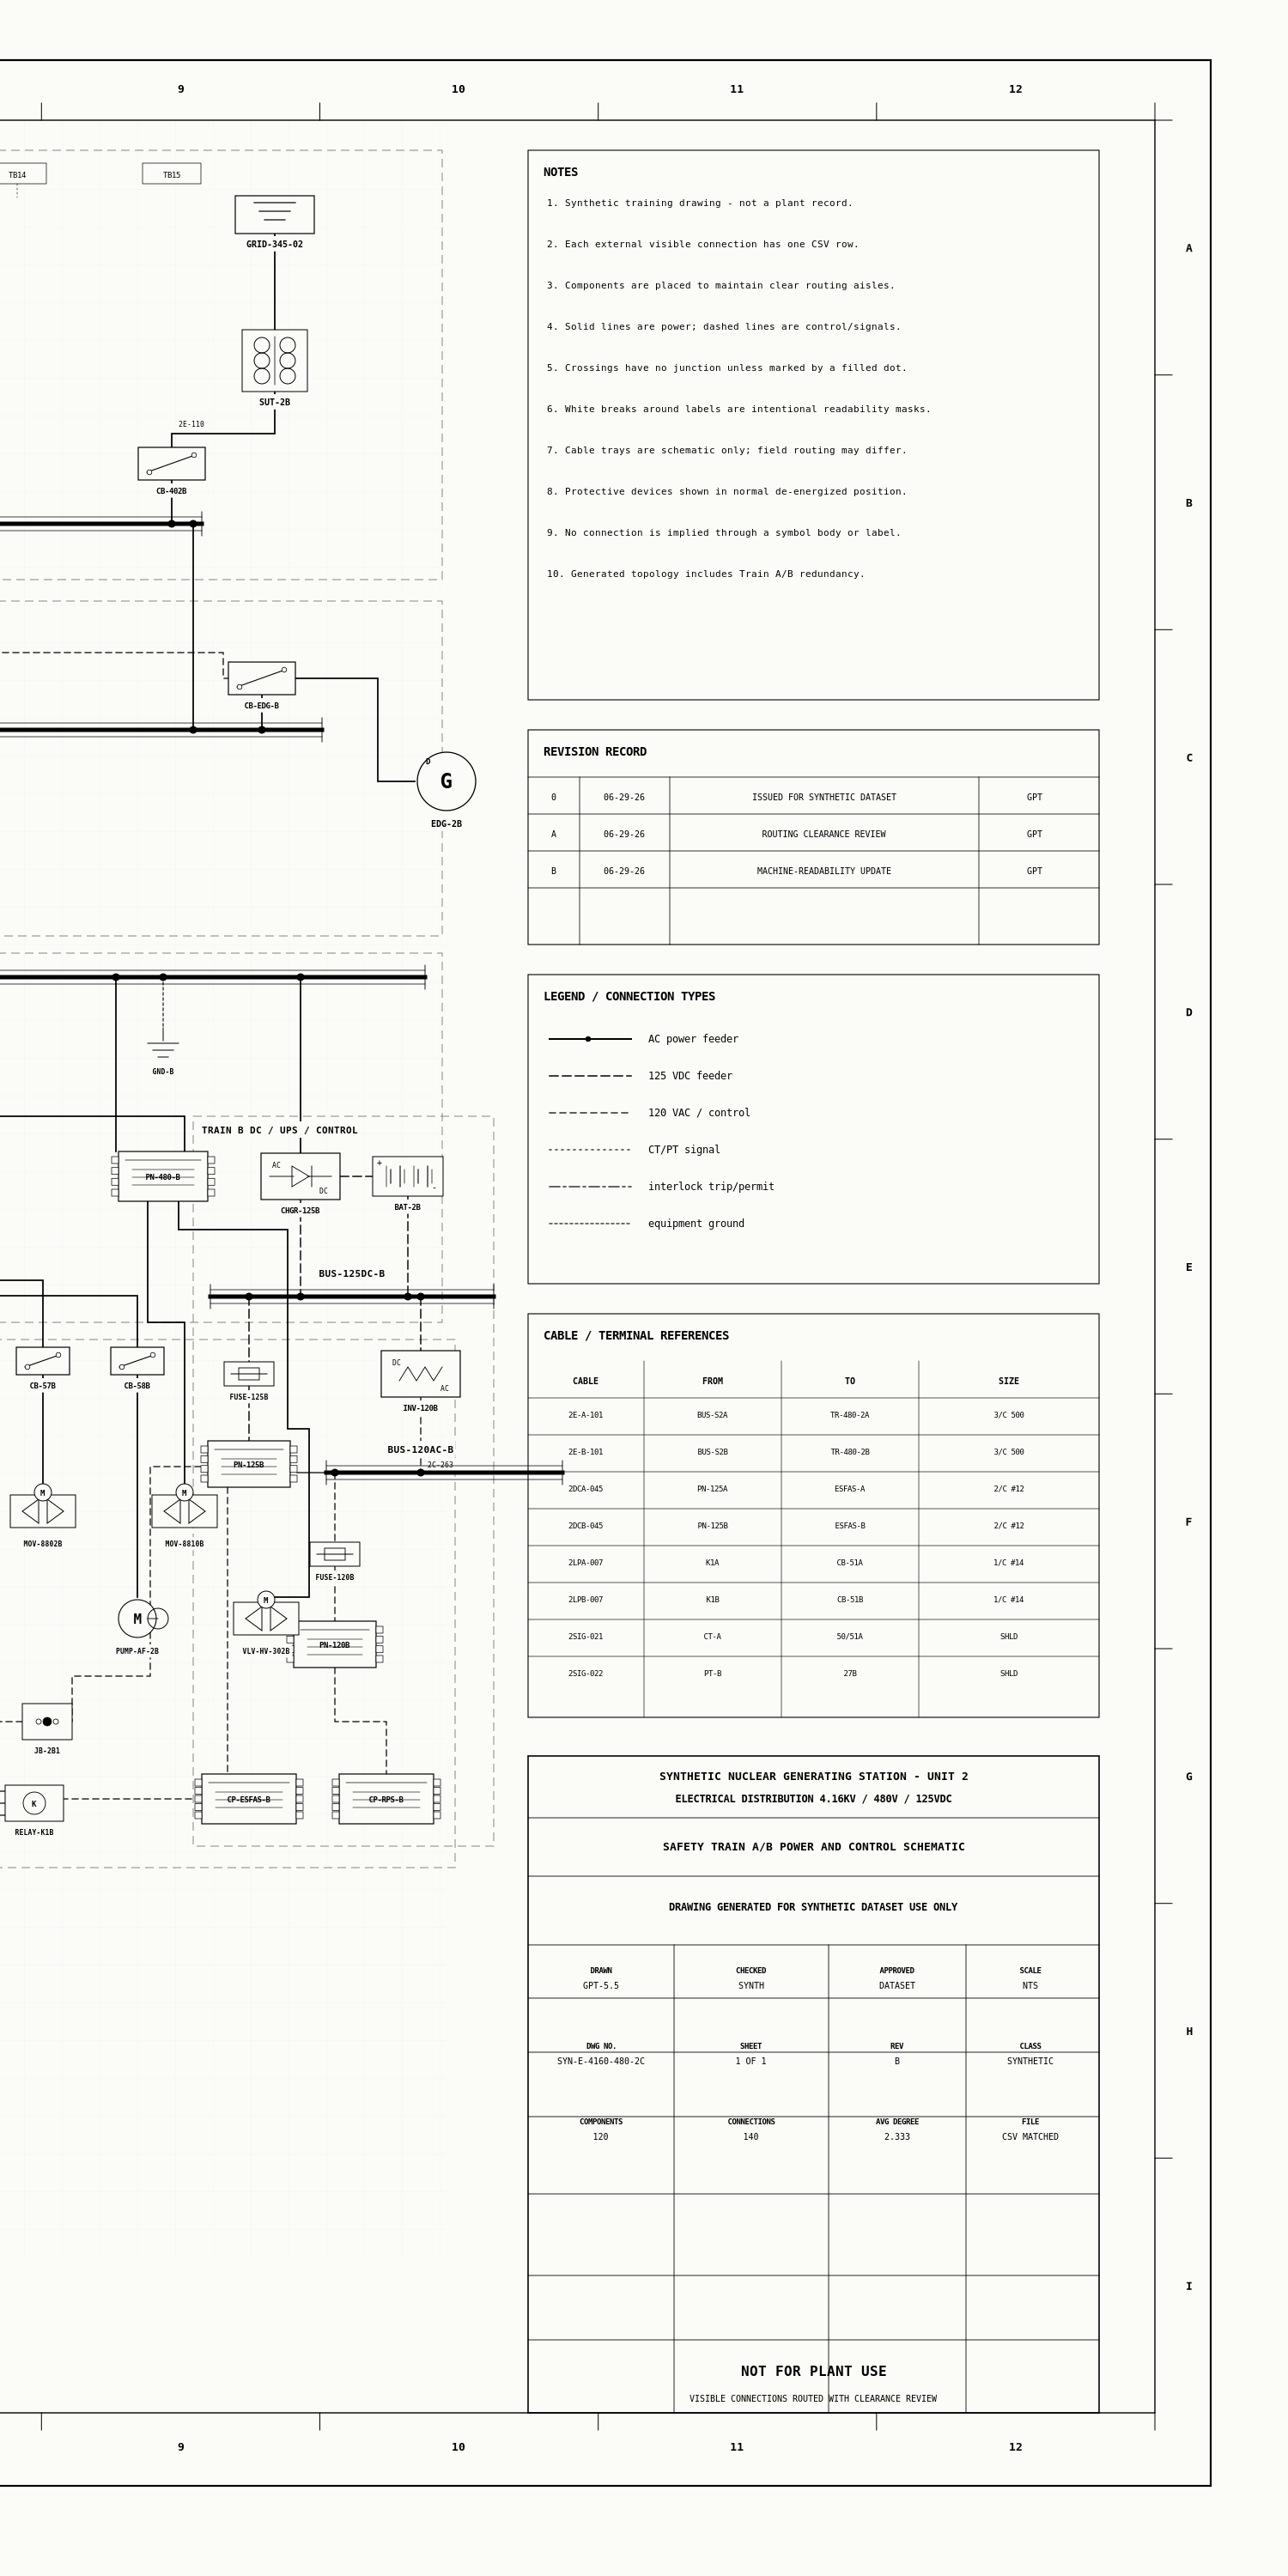 9 10 11 12
TB14 TB15
GRID-345-02
SUT-2B
2E-110
CB-402B
CB-EDG-B
D
G
EDG-2B
GND-B
TRAIN B DC / UPS / CONTROL
PN-480-B
AC
DC
CHGR-125B
+
-
BAT-2B
BUS-125DC-B
CB-57B
CB-58B
FUSE-125B
DC
AC
INV-120B
BUS-120AC-B
2C-263
PN-125B
M
MOV-8802B
M
MOV-8810B
FUSE-120B
M
PUMP-AF-2B
M
VLV-HV-302B
PN-120B
JB-2B1
K
RELAY-K1B
CP-ESFAS-B
CP-RPS-B
NOTES
1. Synthetic training drawing - not a plant record.
2. Each external visible connection has one CSV row.
3. Components are placed to maintain clear routing aisles.
4. Solid lines are power; dashed lines are control/signals.
5. Crossings have no junction unless marked by a filled dot.
6. White breaks around labels are intentional readability masks.
7. Cable trays are schematic only; field routing may differ.
8. Protective devices shown in normal de-energized position.
9. No connection is implied through a symbol body or label.
10. Generated topology includes Train A/B redundancy.
REVISION RECORD
0 06-29-26 ISSUED FOR SYNTHETIC DATASET GPT
A 06-29-26 ROUTING CLEARANCE REVIEW GPT
B 06-29-26 MACHINE-READABILITY UPDATE GPT
LEGEND / CONNECTION TYPES
AC power feeder
125 VDC feeder
120 VAC / control
CT/PT signal
interlock trip/permit
equipment ground
CABLE / TERMINAL REFERENCES
CABLE FROM TO SIZE
2E-A-101 BUS-S2A TR-480-2A 3/C 500
2E-B-101 BUS-S2B TR-480-2B 3/C 500
2DCA-045 PN-125A ESFAS-A 2/C #12
2DCB-045 PN-125B ESFAS-B 2/C #12
2LPA-007 K1A CB-51A 1/C #14
2LPB-007 K1B CB-51B 1/C #14
2SIG-021 CT-A 50/51A SHLD
2SIG-022 PT-B 27B SHLD
SYNTHETIC NUCLEAR GENERATING STATION - UNIT 2
ELECTRICAL DISTRIBUTION 4.16KV / 480V / 125VDC
SAFETY TRAIN A/B POWER AND CONTROL SCHEMATIC
DRAWING GENERATED FOR SYNTHETIC DATASET USE ONLY
DRAWN CHECKED APPROVED SCALE
GPT-5.5 SYNTH DATASET NTS
DWG NO. SHEET REV CLASS
SYN-E-4160-480-2C 1 OF 1 B SYNTHETIC
COMPONENTS CONNECTIONS AVG DEGREE FILE
120 140 2.333 CSV MATCHED
NOT FOR PLANT USE
VISIBLE CONNECTIONS ROUTED WITH CLEARANCE REVIEW
A
B
C
D
E
F
G
H
I
9 10 11 12